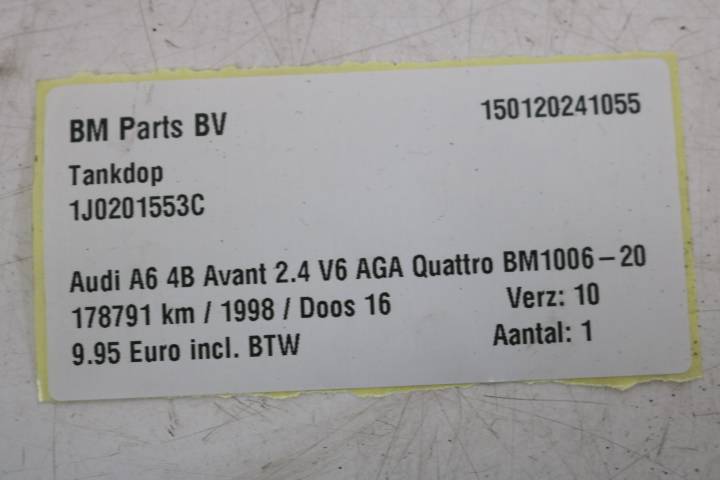 BM Parts BV 150120241055
Tankdop
1J0201553C
Audi A6 4B Avant 2.4 V6 AGA Quattro BM1006-20
178791 km / 1998 / Doos 16 Verz: 10
9.95 Euro incl. BTW Aantal: 1